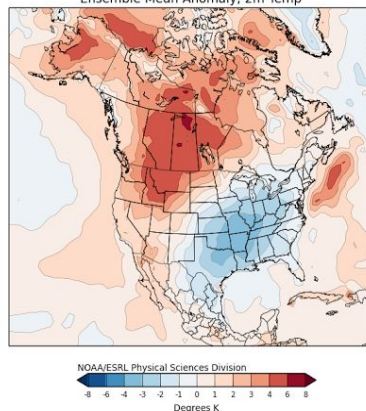 Ensemble Mean Anomaly, 2m Temp
NOAA/ESRL Physical Sciences Division
-8 -6 -4 -3 -2 -1 0 1 2 3 4 6 8
Degrees K